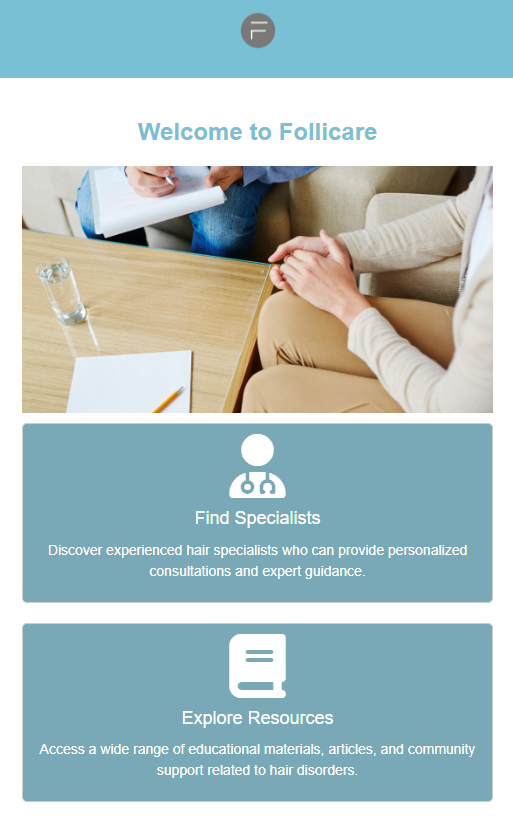 F
Welcome to Follicare
Find Specialists
Discover experienced hair specialists who can provide personalized
consultations and expert guidance.
Explore Resources
Access a wide range of educational materials, articles, and community
support related to hair disorders.